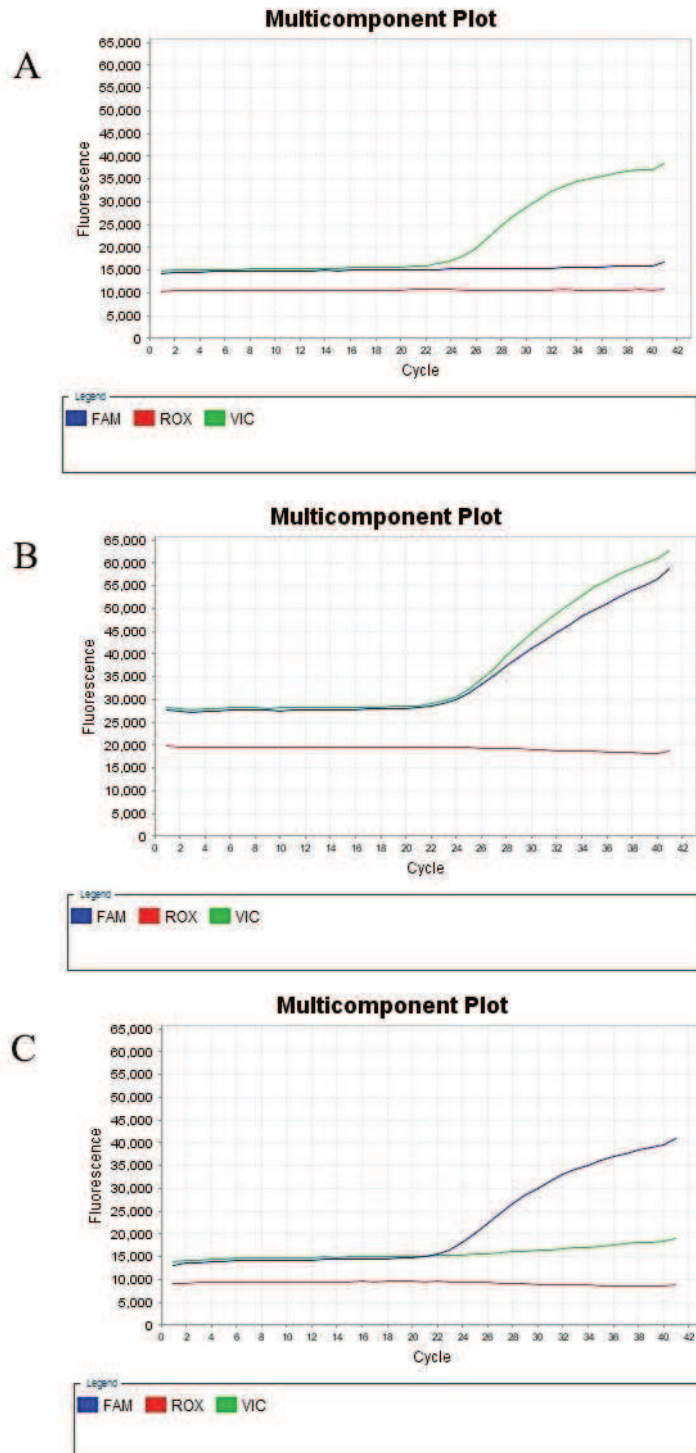 A
Multicomponent Plot
65,000
60,000
55,000
50,000
45,000
40,000
35,000
30,000
25,000
20,000
15,000
10,000
5,000
0
Fluorescence
0 2 4 6 8 10 12 14 16 18 20 22 24 26 28 30 32 34 36 38 40 42
Cycle
Legend
FAM ROX VIC
B
Multicomponent Plot
65,000
60,000
55,000
50,000
45,000
40,000
35,000
30,000
25,000
20,000
15,000
10,000
5,000
0
Fluorescence
0 2 4 6 8 10 12 14 16 18 20 22 24 26 28 30 32 34 36 38 40 42
Cycle
Legend
FAM ROX VIC
C
Multicomponent Plot
65,000
60,000
55,000
50,000
45,000
40,000
35,000
30,000
25,000
20,000
15,000
10,000
5,000
0
Fluorescence
0 2 4 6 8 10 12 14 16 18 20 22 24 26 28 30 32 34 36 38 40 42
Cycle
Legend
FAM ROX VIC